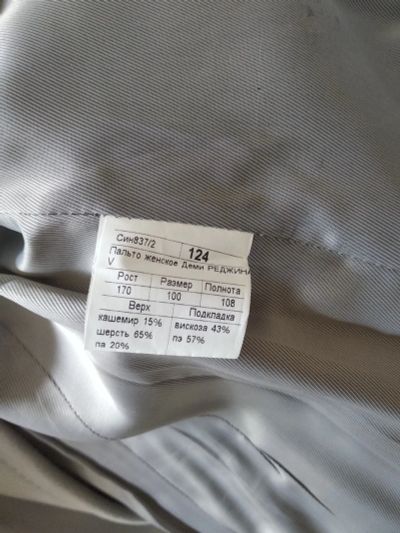 Син837/2 124
Пальто женское Деми РЕДЖИНА
V
Рост Размер Полнота
170 100 108
Верх Подкладка
кашемир 15% вискоза 43%
шерсть 65% пэ 57%
па 20%